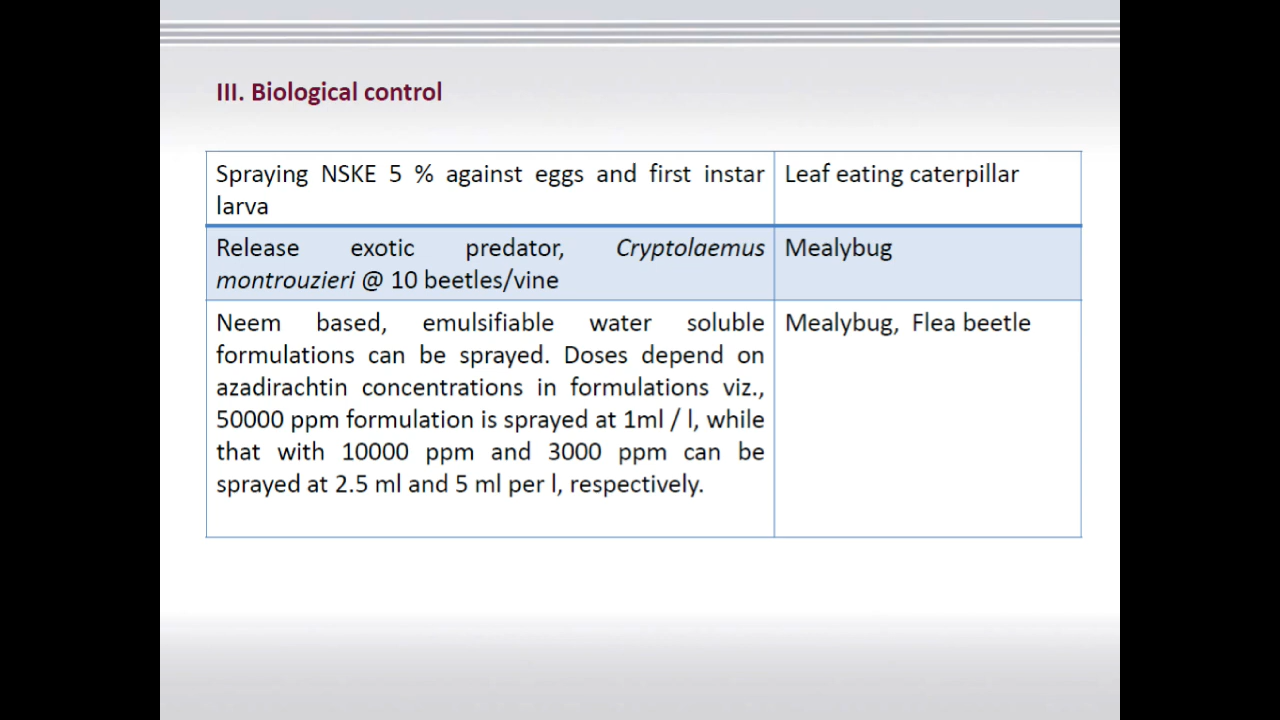 III. Biological control
Spraying NSKE 5 % against eggs and first instar
larva
Leaf eating caterpillar
Release exotic predator, Cryptolaemus
montrouzieri @ 10 beetles/vine
Mealybug
Neem based, emulsifiable water soluble
formulations can be sprayed. Doses depend on
azadirachtin concentrations in formulations viz.,
50000 ppm formulation is sprayed at 1ml / l, while
that with 10000 ppm and 3000 ppm can be
sprayed at 2.5 ml and 5 ml per l, respectively.
Mealybug, Flea beetle